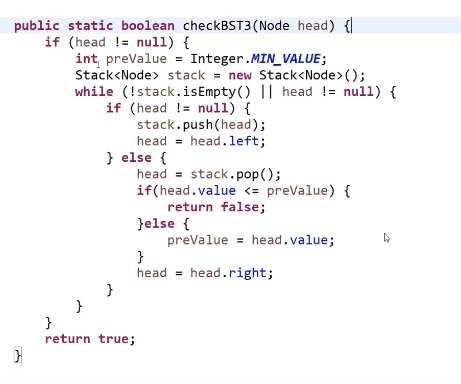 public static boolean checkBST3(Node head) {
    if (head != null) {
        int preValue = Integer.MIN_VALUE;
        Stack<Node> stack = new Stack<Node>();
        while (!stack.isEmpty() || head != null) {
            if (head != null) {
                stack.push(head);
                head = head.left;
            } else {
                head = stack.pop();
                if(head.value <= preValue) {
                    return false;
                }else {
                    preValue = head.value;
                }
                head = head.right;
            }
        }
    }
    return true;
}